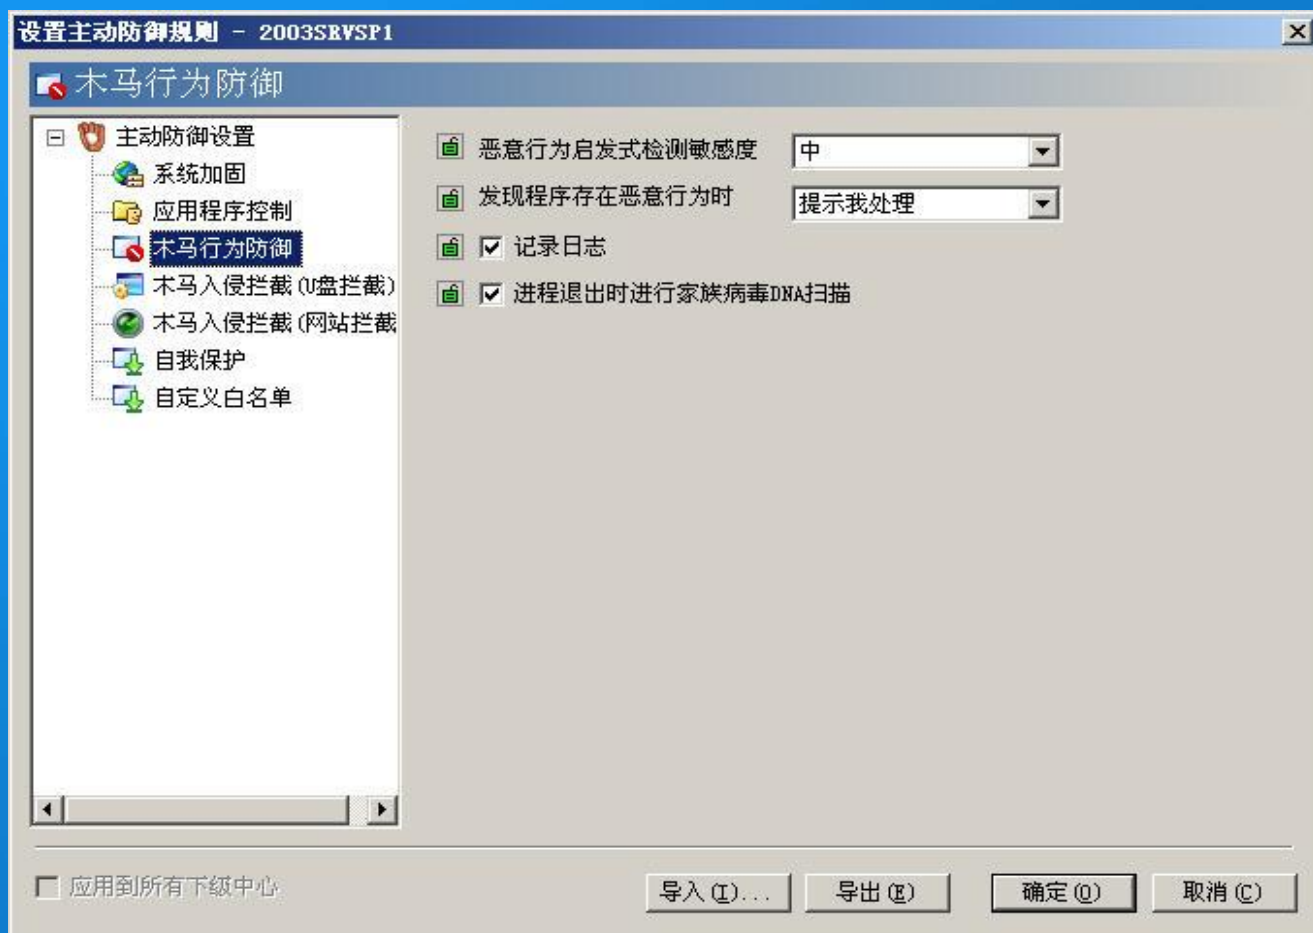 设置主动防御规则 - 2003SRVSP1
木马行为防御
主动防御设置
系统加固
应用程序控制
木马行为防御
木马入侵拦截(U盘拦截)
木马入侵拦截(网站拦截
自我保护
自定义白名单
恶意行为启发式检测敏感度 中
发现程序存在恶意行为时 提示我处理
记录日志
进程退出时进行家族病毒DNA扫描
应用到所有下级中心 导入(I)... 导出(E) 确定(O) 取消(C)